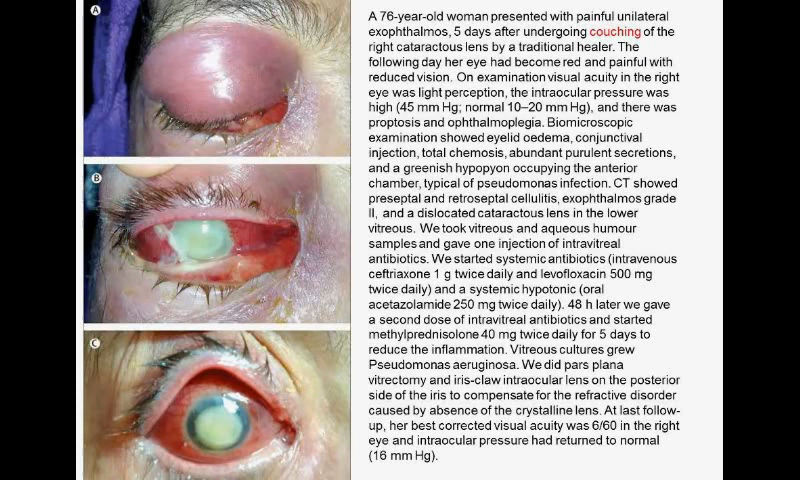 A
B
C
A 76-year-old woman presented with painful unilateral
exophthalmos, 5 days after undergoing couching of the
right cataractous lens by a traditional healer. The
following day her eye had become red and painful with
reduced vision. On examination visual acuity in the right
eye was light perception, the intraocular pressure was
high (45 mm Hg; normal 10–20 mm Hg), and there was
proptosis and ophthalmoplegia. Biomicroscopic
examination showed eyelid oedema, conjunctival
injection, total chemosis, abundant purulent secretions,
and a greenish hypopyon occupying the anterior
chamber, typical of pseudomonas infection. CT showed
preseptal and retroseptal cellulitis, exophthalmos grade
II, and a dislocated cataractous lens in the lower
vitreous. We took vitreous and aqueous humour
samples and gave one injection of intravitreal
antibiotics. We started systemic antibiotics (intravenous
ceftriaxone 1 g twice daily and levofloxacin 500 mg
twice daily) and a systemic hypotonic (oral
acetazolamide 250 mg twice daily). 48 h later we gave
a second dose of intravitreal antibiotics and started
methylprednisolone 40 mg twice daily for 5 days to
reduce the inflammation. Vitreous cultures grew
Pseudomonas aeruginosa. We did pars plana
vitrectomy and iris-claw intraocular lens on the posterior
side of the iris to compensate for the refractive disorder
caused by absence of the crystalline lens. At last follow-
up, her best corrected visual acuity was 6/60 in the right
eye and intraocular pressure had returned to normal
(16 mm Hg).